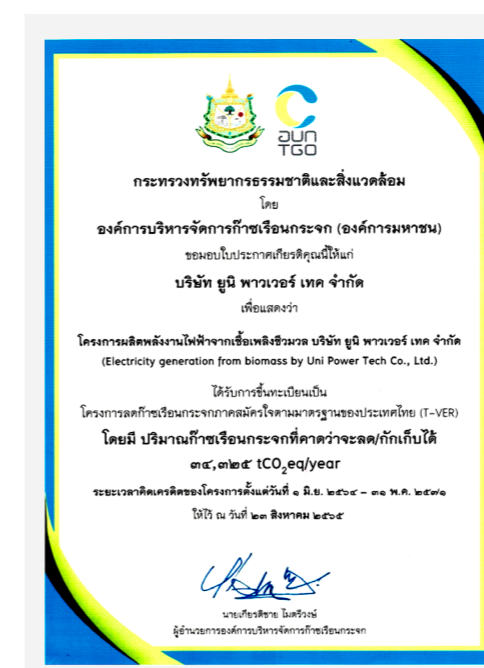 อบก
TGO
กระทรวงทรัพยากรธรรมชาติและสิ่งแวดล้อม
โดย
องค์การบริหารจัดการก๊าซเรือนกระจก (องค์การมหาชน)
ขอมอบใบประกาศเกียรติคุณนี้ให้แก่
บริษัท ยูนิ พาวเวอร์ เทค จำกัด
เพื่อแสดงว่า
โครงการผลิตพลังงานไฟฟ้าจากเชื้อเพลิงชีวมวล บริษัท ยูนิ พาวเวอร์ เทค จำกัด
(Electricity generation from biomass by Uni Power Tech Co., Ltd.)
ได้รับการขึ้นทะเบียนเป็น
โครงการลดก๊าซเรือนกระจกภาคสมัครใจตามมาตรฐานของประเทศไทย (T-VER)
โดยมี ปริมาณก๊าซเรือนกระจกที่คาดว่าจะลด/กักเก็บได้
๓๔,๓๒๕ tCO₂eq/year
ระยะเวลาคิดเครดิตของโครงการตั้งแต่วันที่ ๑ มิ.ย. ๒๕๖๔ – ๓๑ พ.ค. ๒๕๗๑
ให้ไว้ ณ วันที่ ๒๓ สิงหาคม ๒๕๖๕
นายเกียรติชาย ไมตรีวงษ์
ผู้อำนวยการองค์การบริหารจัดการก๊าซเรือนกระจก